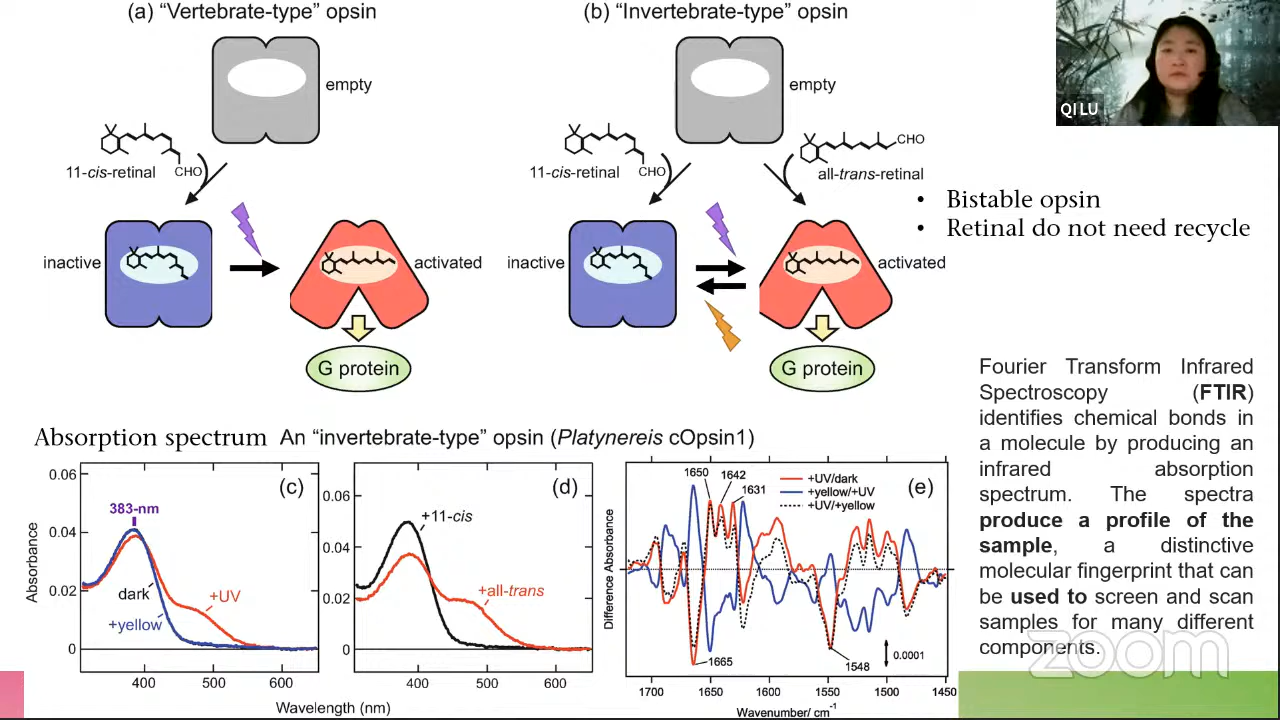 (a) “Vertebrate-type” opsin
empty
11-cis-retinal
CHO
inactive
activated
G protein
(b) “Invertebrate-type” opsin
empty
11-cis-retinal
CHO
CHO
all-trans-retinal
inactive
activated
G protein
QI LU
• Bistable opsin
• Retinal do not need recycle
Fourier Transform Infrared
Spectroscopy (FTIR)
identifies chemical bonds in
a molecule by producing an
infrared absorption
spectrum. The spectra
produce a profile of the
sample, a distinctive
molecular fingerprint that can
be used to screen and scan
samples for many different
components.
zoom
Absorption spectrum An “invertebrate-type” opsin (Platynereis cOpsin1)
(c)
0.06
0.04
0.02
0
Absorbance
383-nm
dark
+UV
+yellow
400 500 600
(d)
0.06
0.04
0.02
0
+11-cis
+all-trans
400 500 600
Wavelength (nm)
(e)
Difference Absorbance
1650
1642
1631
+UV/dark
+yellow/+UV
+UV/+yellow
1665
1548
0.0001
1700 1650 1600 1550 1500 1450
Wavenumber/ cm-1